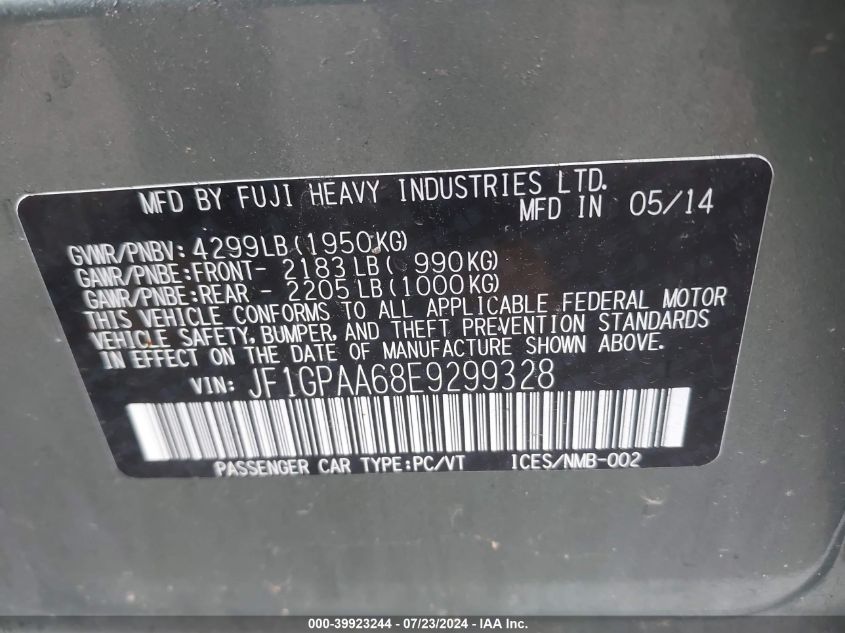 MFD BY FUJI HEAVY INDUSTRIES LTD.
MFD IN 05/14
GVWR/PNBV: 4299LB(1950KG)
GAWR/PNBE:FRONT- 2183LB( 990KG)
GAWR/PNBE:REAR - 2205LB(1000KG)
THIS VEHICLE CONFORMS TO ALL APPLICABLE FEDERAL MOTOR
VEHICLE SAFETY, BUMPER, AND THEFT PREVENTION STANDARDS
IN EFFECT ON THE DATE OF MANUFACTURE SHOWN ABOVE.
VIN: JF1GPAA68E9299328
PASSENGER CAR TYPE:PC/VT ICES/NMB-002
000-39923244 - 07/23/2024 - IAA Inc.